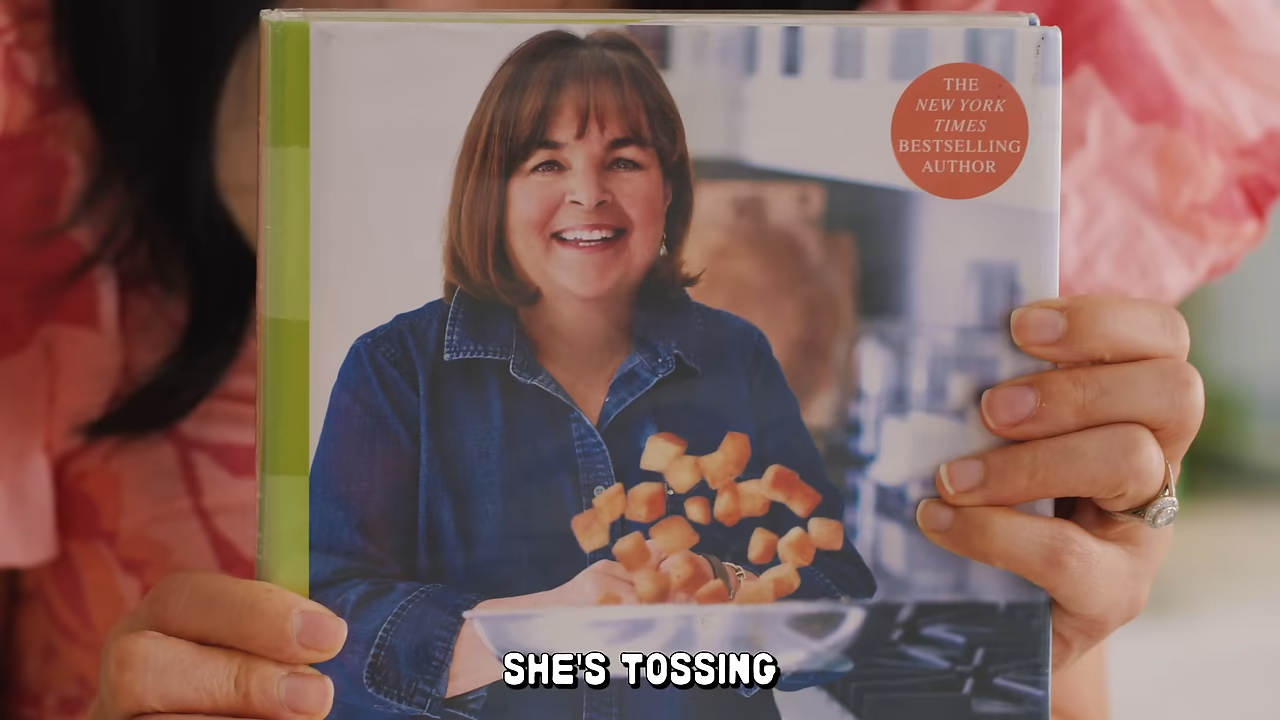 THE
NEW YORK
TIMES
BESTSELLING
AUTHOR
SHE'S TOSSING